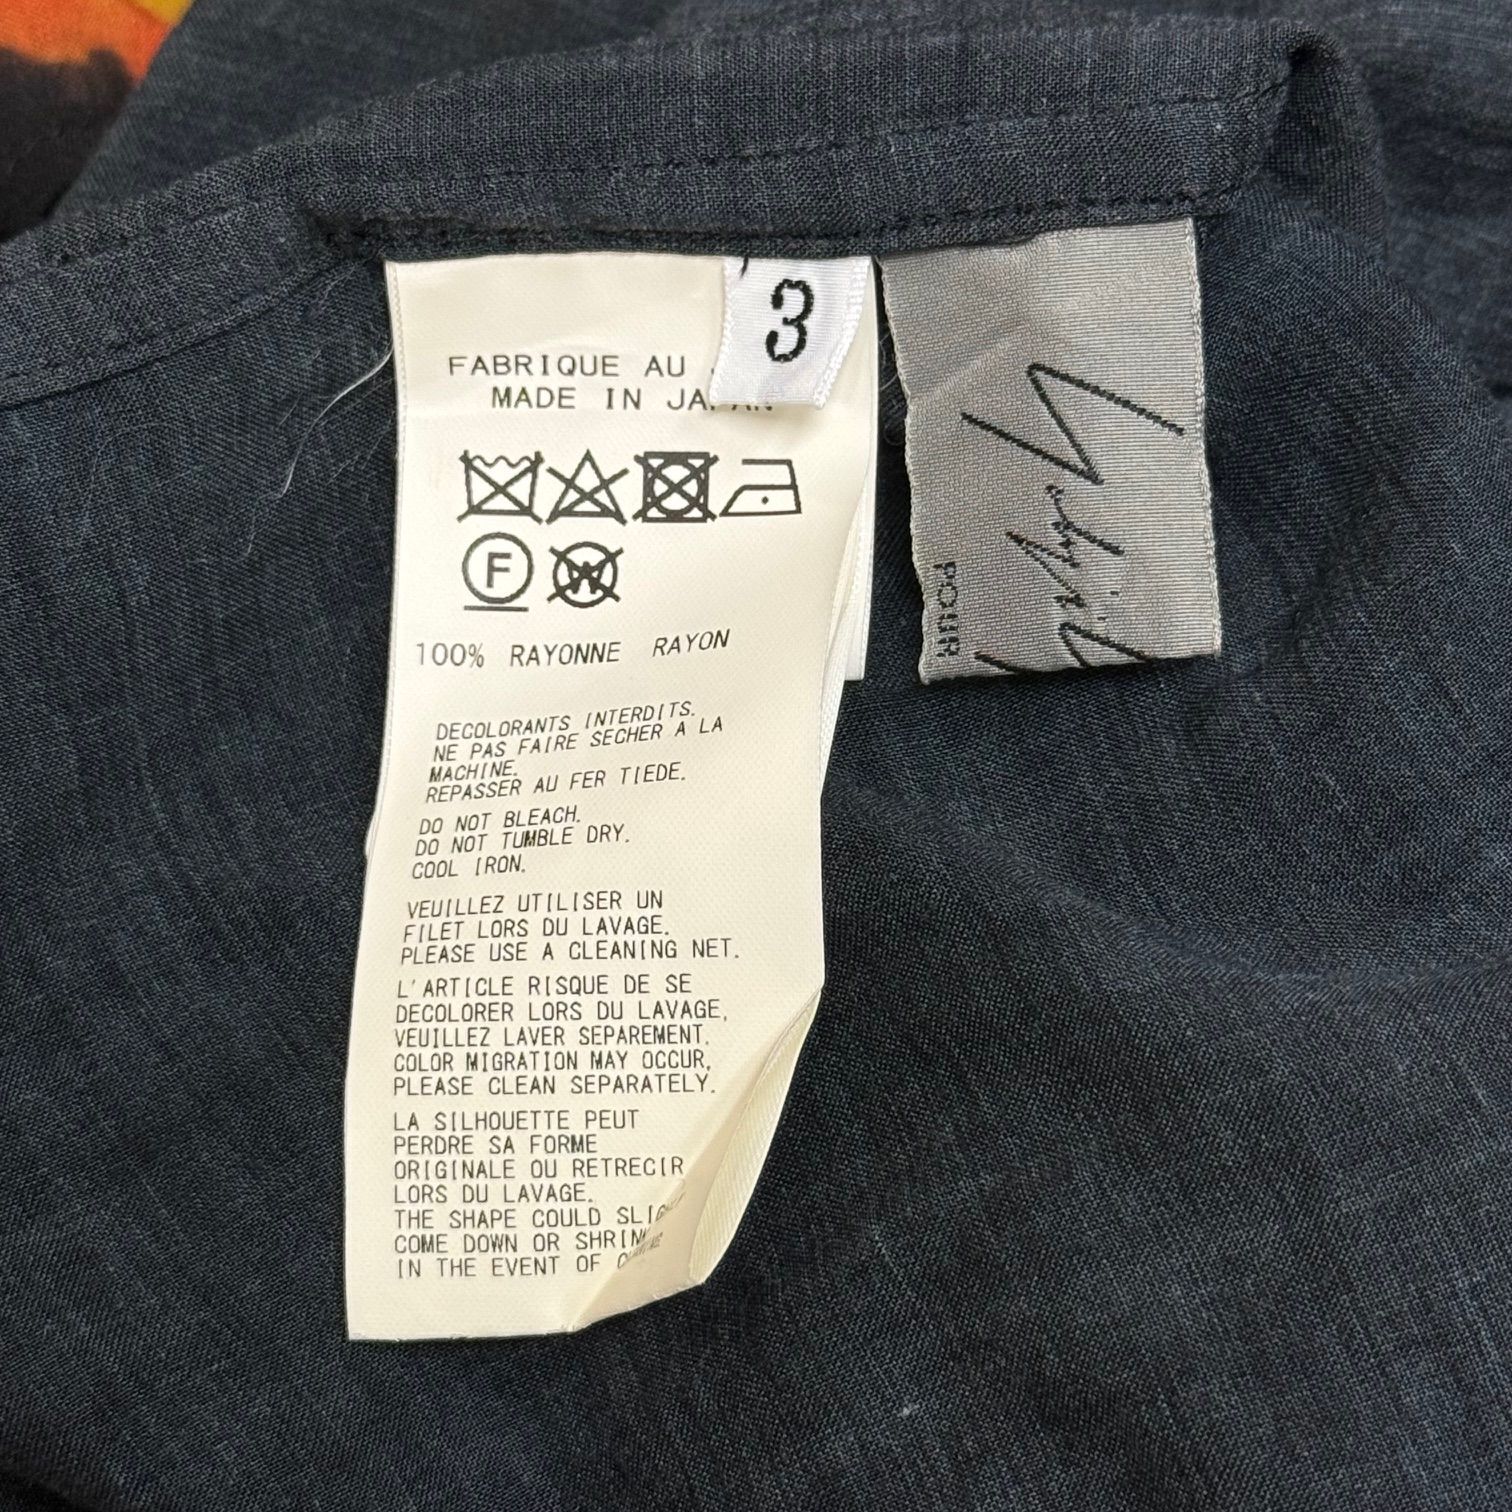 3
FABRIQUE AU
MADE IN JAPAN
F
W
100% RAYONNE RAYON
DECOLORANTS INTERDITS.
NE PAS FAIRE SECHER A LA
MACHINE.
REPASSER AU FER TIEDE.
DO NOT BLEACH.
DO NOT TUMBLE DRY.
COOL IRON.
VEUILLEZ UTILISER UN
FILET LORS DU LAVAGE.
PLEASE USE A CLEANING NET.
L'ARTICLE RISQUE DE SE
DECOLORER LORS DU LAVAGE,
VEUILLEZ LAVER SEPAREMENT.
COLOR MIGRATION MAY OCCUR,
PLEASE CLEAN SEPARATELY.
LA SILHOUETTE PEUT
PERDRE SA FORME
ORIGINALE OU RETRECIR
LORS DU LAVAGE.
THE SHAPE COULD
COME DOWN OR SHRINK
IN THE EVENT OF
POUR